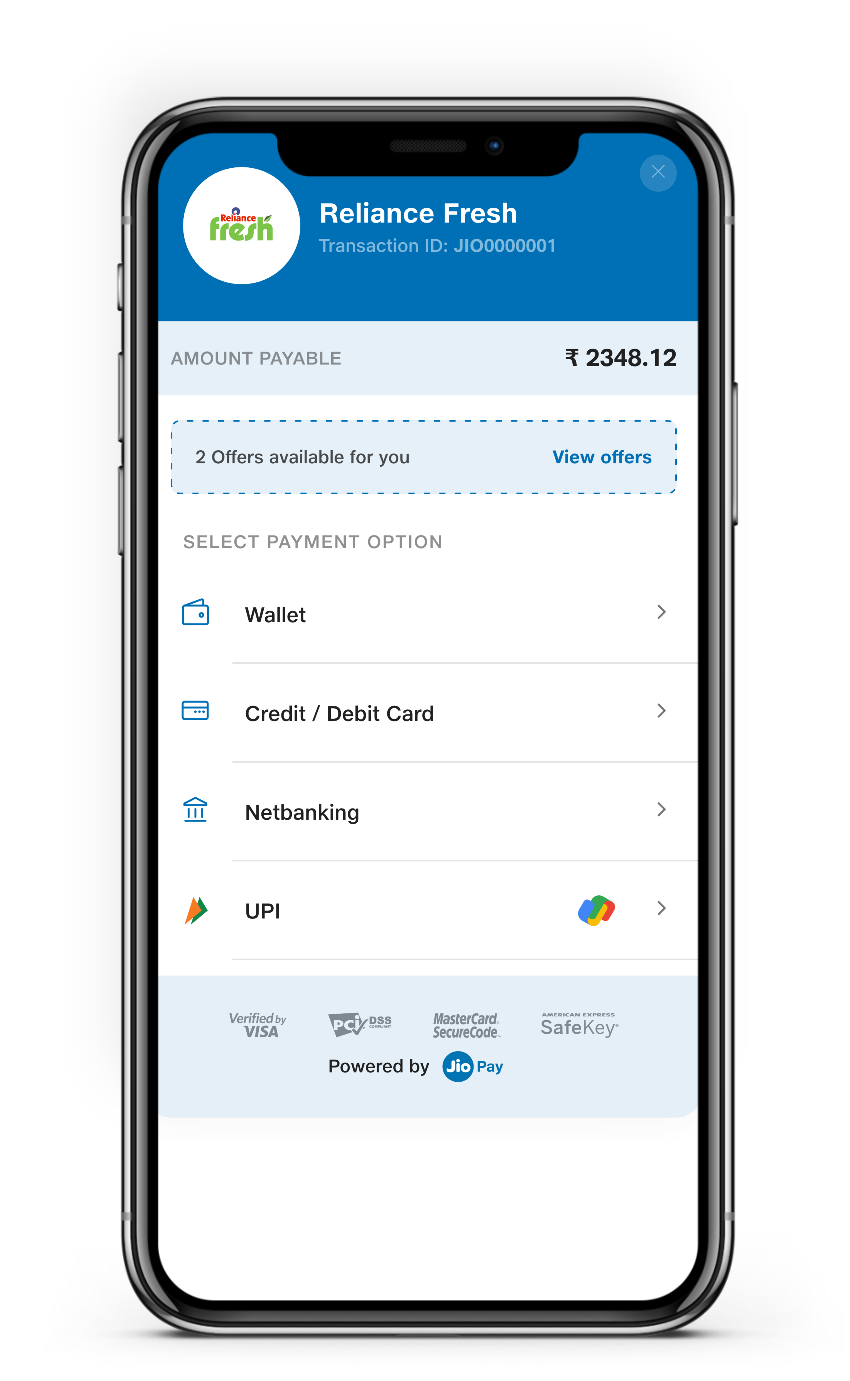 Reliance
fresh
Reliance Fresh
Transaction ID: JIO0000001
AMOUNT PAYABLE
₹ 2348.12
2 Offers available for you
View offers
SELECT PAYMENT OPTION
Wallet
Credit / Debit Card
Netbanking
UPI
Verified by
VISA
PCI DSS
COMPLIANT
MasterCard.
SecureCode™
AMERICAN EXPRESS
SafeKey®
Powered by Jio Pay